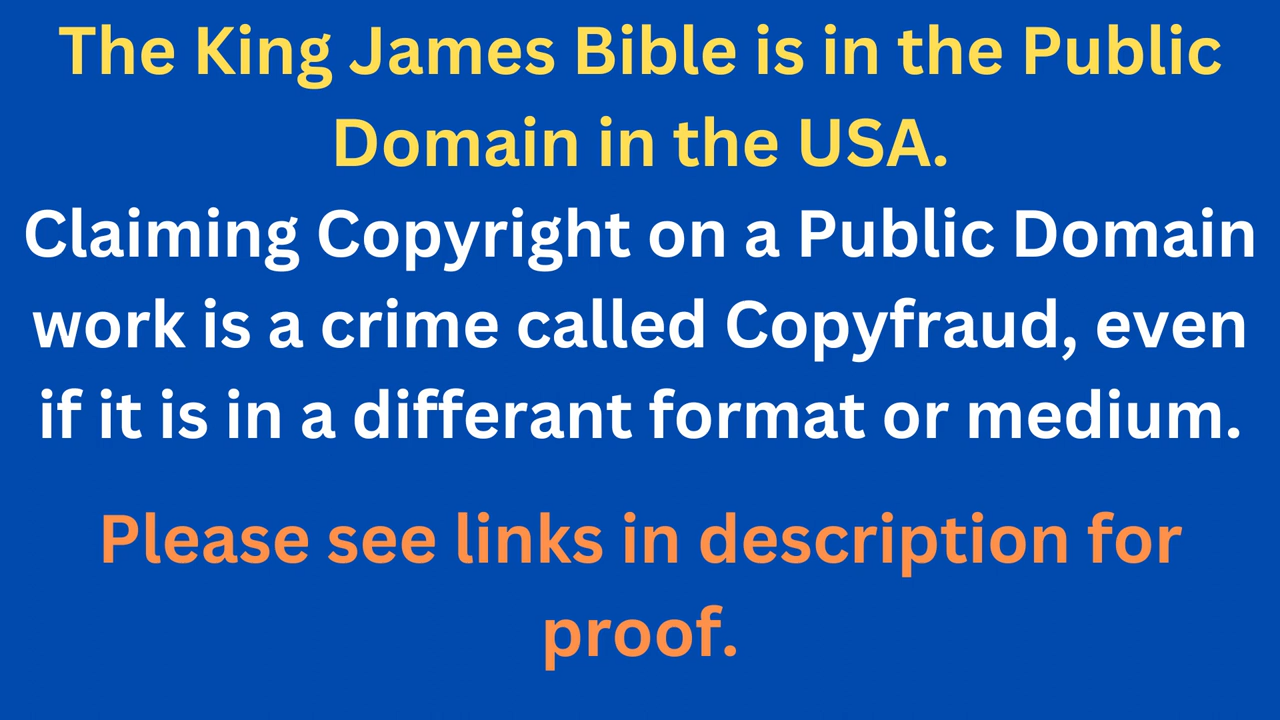 The King James Bible is in the Public
Domain in the USA.
Claiming Copyright on a Public Domain
work is a crime called Copyfraud, even
if it is in a differant format or medium.
Please see links in description for
proof.